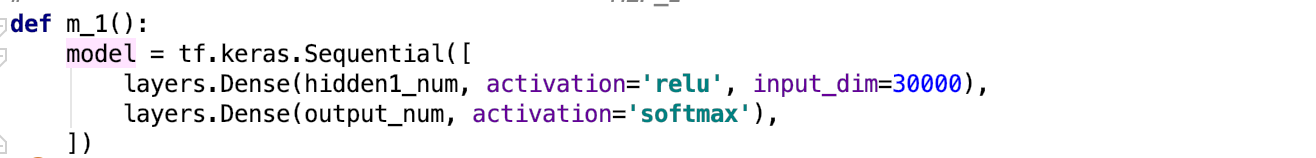 def m_1():
    model = tf.keras.Sequential([
        layers.Dense(hidden1_num, activation='relu', input_dim=30000),
        layers.Dense(output_num, activation='softmax'),
    ])